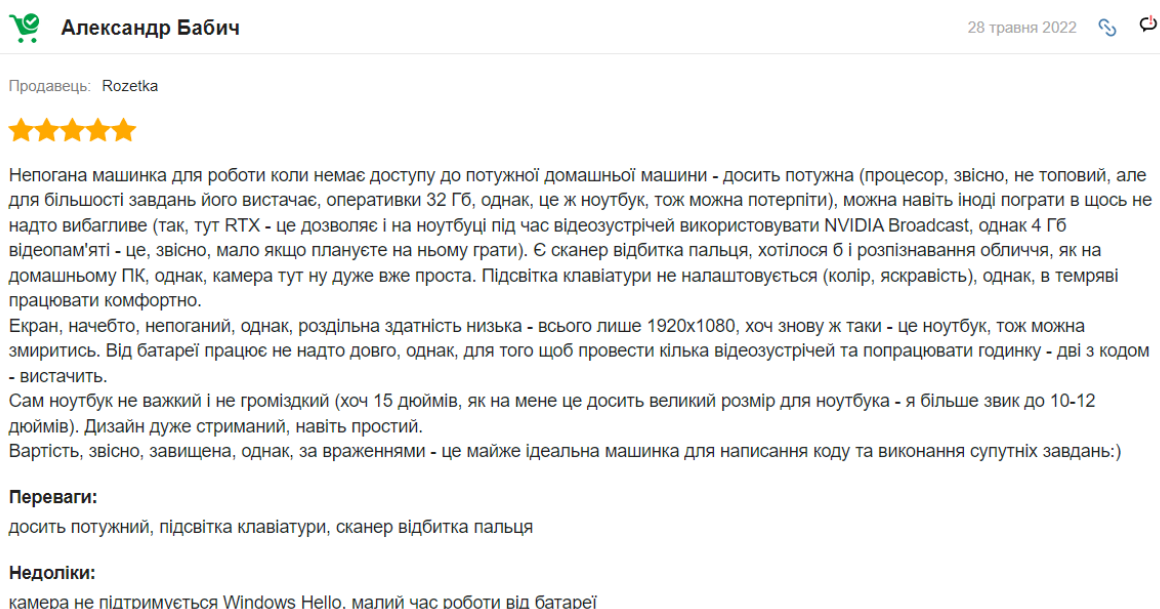 Александр Бабич
28 травня 2022
Продавець: Rozetka
Непогана машинка для роботи коли немає доступу до потужної домашньої машини - досить потужна (процесор, звісно, не топовий, але
для більшості завдань його вистачає, оперативки 32 Гб, однак, це ж ноутбук, тож можна потерпіти), можна навіть іноді пограти в щось не
надто вибагливе (так, тут RTX - це дозволяє і на ноутбуці під час відеозустрічей використовувати NVIDIA Broadcast, однак 4 Гб
відеопам'яті - це, звісно, мало якщо плануєте на ньому грати). Є сканер відбитка пальця, хотілося б і розпізнавання обличчя, як на
домашньому ПК, однак, камера тут ну дуже вже проста. Підсвітка клавіатури не налаштовується (колір, яскравість), однак, в темряві
працювати комфортно.
Екран, начебто, непоганий, однак, роздільна здатність низька - всього лише 1920x1080, хоч знову ж таки - це ноутбук, тож можна
змиритись. Від батареї працює не надто довго, однак, для того щоб провести кілька відеозустрічей та попрацювати годинку - дві з кодом
- вистачить.
Сам ноутбук не важкий і не громіздкий (хоч 15 дюймів, як на мене це досить великий розмір для ноутбука - я більше звик до 10-12
дюймів). Дизайн дуже стриманий, навіть простий.
Вартість, звісно, завищена, однак, за враженнями - це майже ідеальна машинка для написання коду та виконання супутніх завдань:)
Переваги:
досить потужний, підсвітка клавіатури, сканер відбитка пальця
Недоліки:
камера не підтримується Windows Hello, малий час роботи від батареї